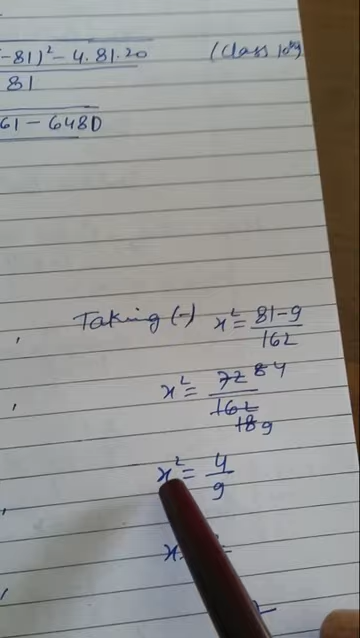 -81)² - 4.81.20 (Class 10th)
81
61 - 6480
Taking (-) x² = 81-9
162
x² = 72 8 4
162
18 9
x² = 4
9
x